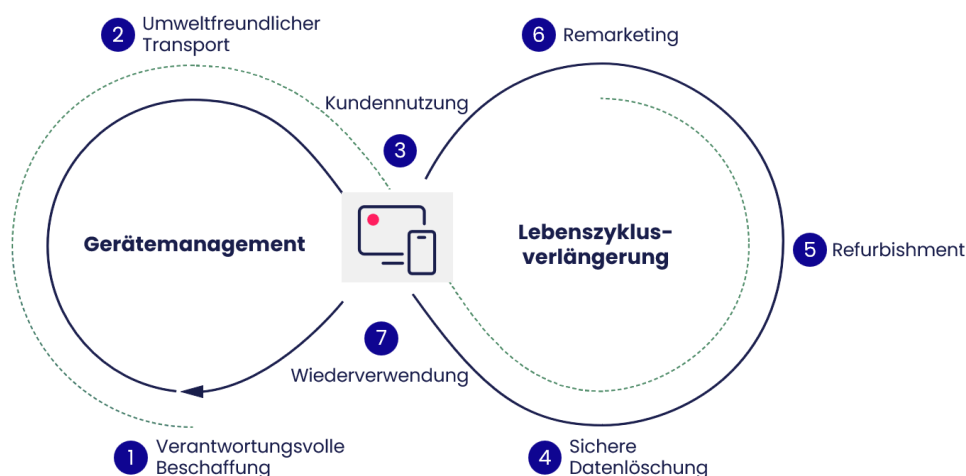 2 Umweltfreundlicher
Transport
6 Remarketing
Kundennutzung
3
Gerätemanagement
Lebenszyklus-
verlängerung
5 Refurbishment
7
Wiederverwendung
1 Verantwortungsvolle
Beschaffung
4 Sichere
Datenlöschung